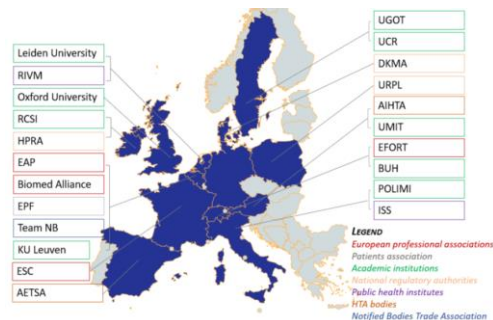 Leiden University
RIVM
Oxford University
RCSI
HPRA
EAP
Biomed Alliance
EPF
Team NB
KU Leuven
ESC
AETSA
UGOT
UCR
DKMA
URPL
AIHTA
UMIT
EFORT
BUH
POLIMI
ISS
LEGEND
European professional associations
Patients association
Academic institutions
National regulatory authorities
Public health institutes
HTA bodies
Notified Bodies Trade Association